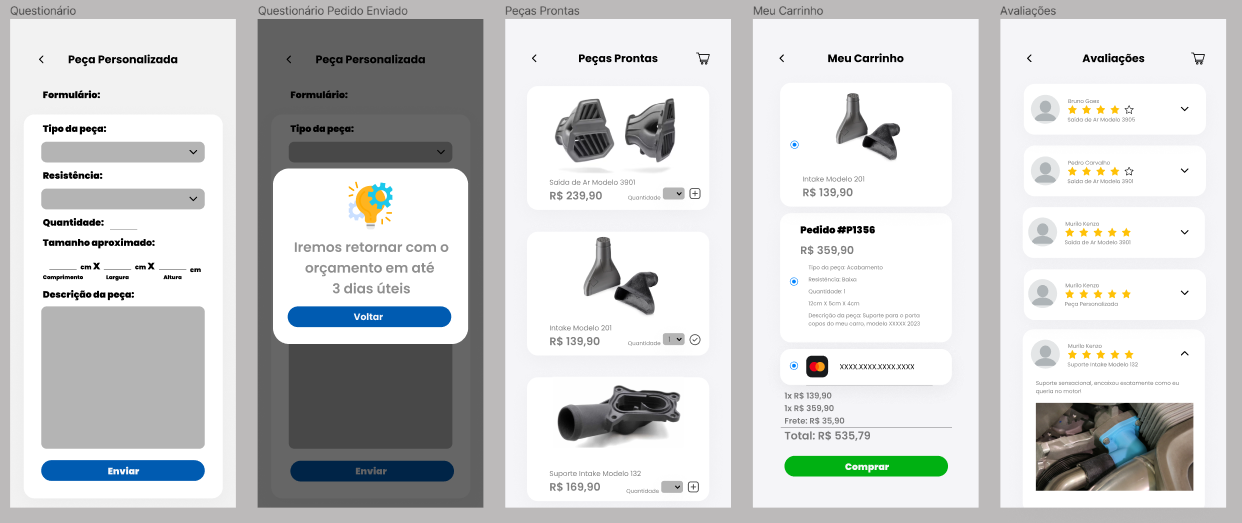 Questionário
Peça Personalizada
Formulário:
Tipo da peça:
Resistência:
Quantidade:
Tamanho aproximado:
cm X cm X cm
Comprimento Largura Altura
Descrição da peça:
Enviar
Questionário Pedido Enviado
Peça Personalizada
Formulário:
Tipo da peça:
Iremos retornar com o
orçamento em até
3 dias úteis
Voltar
Enviar
Peças Prontas
Peças Prontas
Saída de Ar Modelo 3901
R$ 239,90
Quantidade
Intake Modelo 201
R$ 139,90
Quantidade 1
Suporte Intake Modelo 132
R$ 169,90
Quantidade
Meu Carrinho
Meu Carrinho
Intake Modelo 201
R$ 139,90
Pedido #P1356
R$ 359,90
Tipo da peça: Acabamento
Resistência: Baixa
Quantidade: 1
12cm X 5cm X 4cm
Descrição da peça: Suporte para o porta
copos do meu carro, modelo XXXXX 2023
XXXX.XXXX.XXXX.XXXX
1x R$ 139,90
1x R$ 359,90
Frete: R$ 35,90
Total: R$ 535,79
Comprar
Avaliações
Avaliações
Bruno Goes
Saída de Ar Modelo 3905
Pedro Carvalho
Saída de Ar Modelo 3901
Murilo Kenzo
Saída de Ar Modelo 3901
Murilo Kenzo
Peça Personalizada
Murilo Kenzo
Suporte Intake Modelo 132
Suporte sensacional, encaixou exatamente como eu
queria no motor!